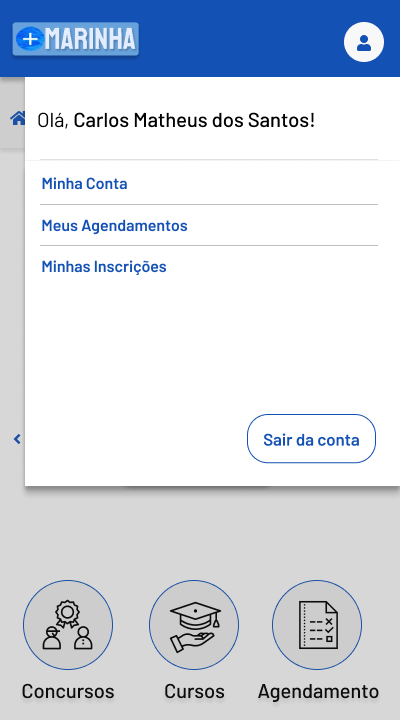 MARINHA
Olá, Carlos Matheus dos Santos!
Minha Conta
Meus Agendamentos
Minhas Inscrições
Sair da conta
Concursos
Cursos
Agendamento